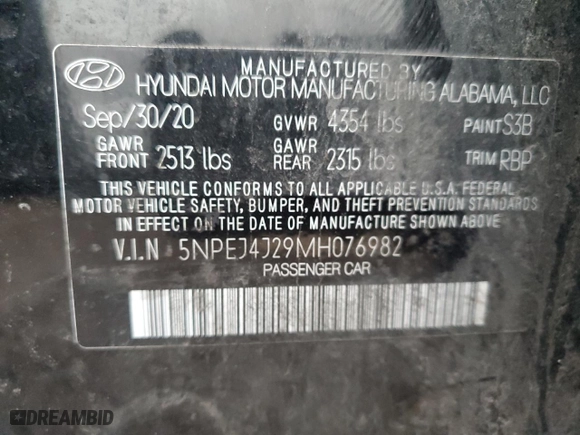 MANUFACTURED BY
HYUNDAI MOTOR MANUFACTURING ALABAMA, LLC
Sep/30/20 GVWR 4354 lbs PAINT S3B
GAWR FRONT 2513 lbs GAWR REAR 2315 lbs TRIM RBP
THIS VEHICLE CONFORMS TO ALL APPLICABLE U.S.A. FEDERAL
MOTOR VEHICLE SAFETY, BUMPER, AND THEFT PREVENTION STANDARDS
IN EFFECT ON THE DATE OF MANUFACTURE SHOWN ABOVE.
V.I.N 5NPEJ4J29MH076982
PASSENGER CAR
DREAMBID